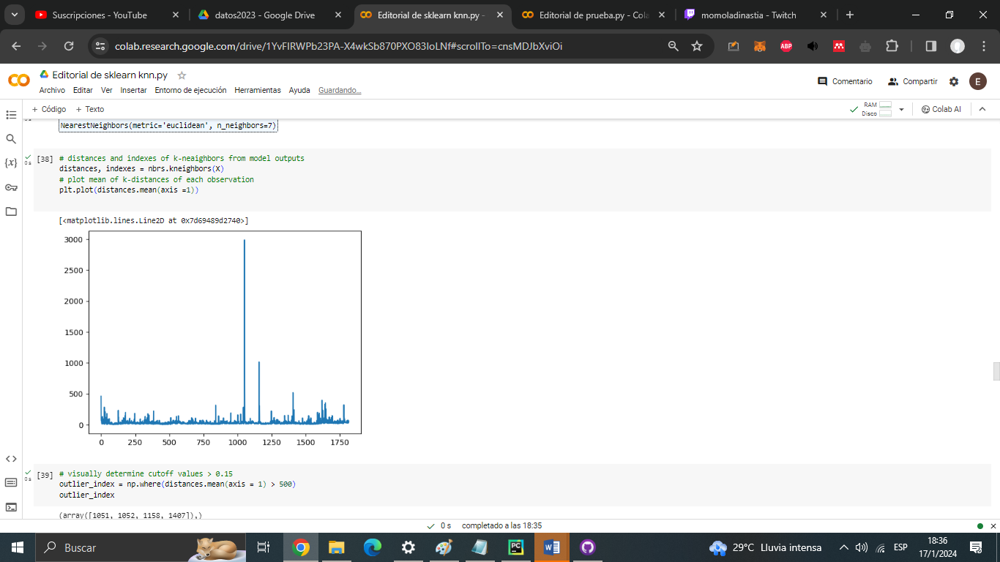 Suscripciones - YouTube
datos2023 - Google Drive
Editorial de sklearn knn.py -
Editorial de prueba.py - Cola
momoladinastia - Twitch
colab.research.google.com/drive/1YvFIRWPb23PA-X4wkSb870PXO83IoLNf#scrollTo=cnsMDJbXviOi
ABP
CO
Editorial de sklearn knn.py
Archivo Editar Ver Insertar Entorno de ejecución Herramientas Ayuda Guardando...
Comentario
Compartir
E
+ Código + Texto
RAM
Disco
Colab AI
NearestNeighbors(metric='euclidean', n_neighbors=7)
0 s
[38]
# distances and indexes of k-neaighbors from model outputs
distances, indexes = nbrs.kneighbors(X)
# plot mean of k-distances of each observation
plt.plot(distances.mean(axis =1))
[<matplotlib.lines.Line2D at 0x7d69489d2740>]
3000
2500
2000
1500
1000
500
0
0 250 500 750 1000 1250 1500 1750
0 s
[39]
# visually determine cutoff values > 0.15
outlier_index = np.where(distances.mean(axis = 1) > 500)
outlier_index
(array([1051, 1052, 1158, 1407]),)
0 s completado a las 18:35
Buscar
PC
W
29°C Lluvia intensa
ESP
18:36
17/1/2024